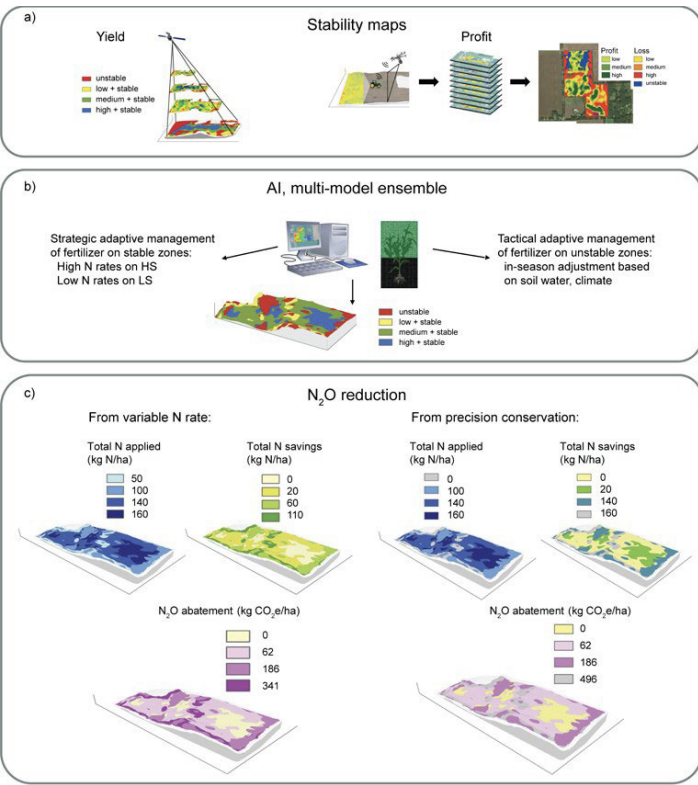 a)
Stability maps
Yield
Profit
unstable
low + stable
medium + stable
high + stable
Profit
low
medium
high
Loss
low
medium
high
unstable
b)
AI, multi-model ensemble
Strategic adaptive management
of fertilizer on stable zones:
High N rates on HS
Low N rates on LS
Tactical adaptive management
of fertilizer on unstable zones:
in-season adjustment based
on soil water, climate
unstable
low + stable
medium + stable
high + stable
c)
N₂O reduction
From variable N rate:
From precision conservation:
Total N applied
(kg N/ha)
50
100
140
160
Total N savings
(kg N/ha)
0
20
60
110
Total N applied
(kg N/ha)
0
100
140
160
Total N savings
(kg N/ha)
0
20
140
160
N₂O abatement (kg CO₂e/ha)
0
62
186
341
N₂O abatement (kg CO₂e/ha)
0
62
186
496